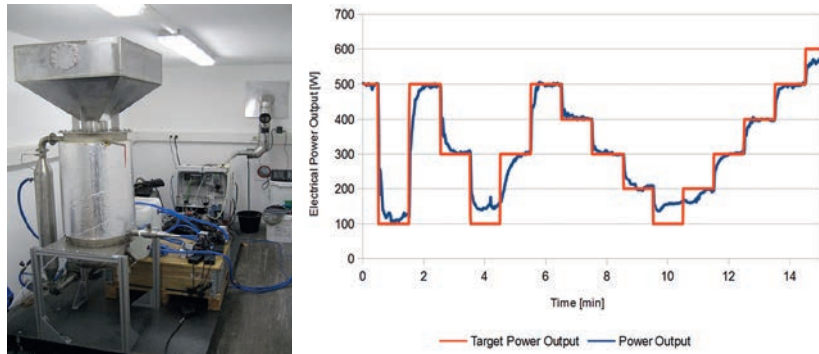 700
600
500
400
300
200
100
0
Electrical Power Output [W]
0 2 4 6 8 10 12 14
Time [min]
Target Power Output Power Output